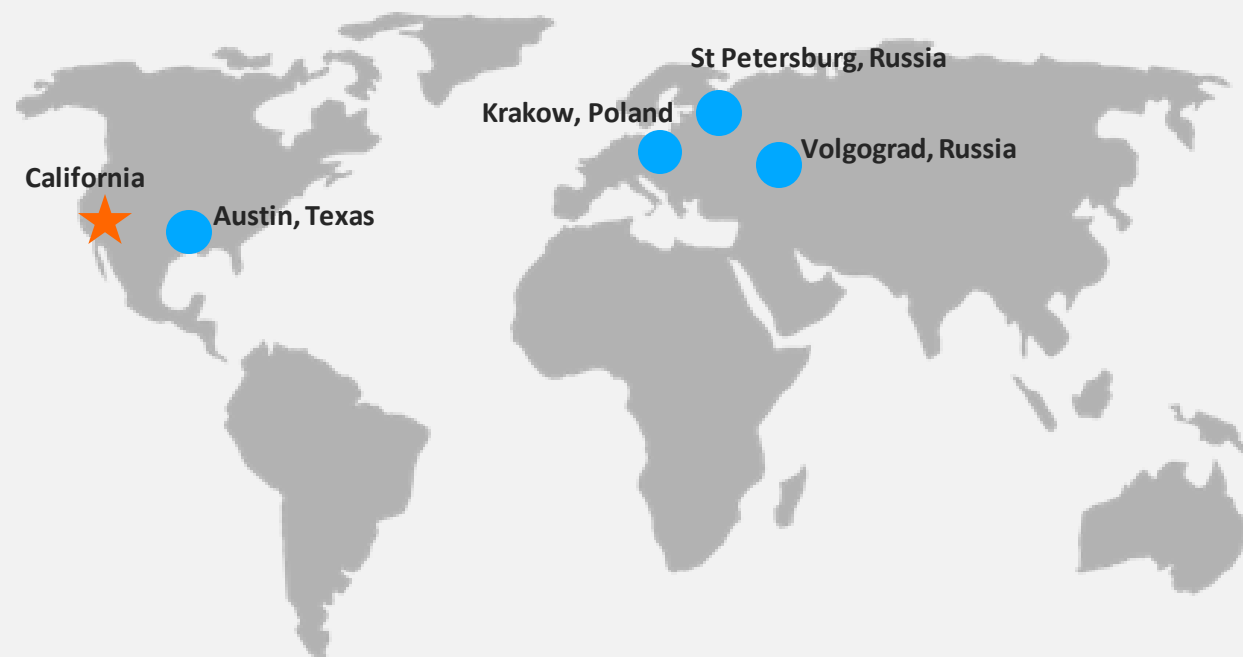 St Petersburg, Russia
Krakow, Poland
Volgograd, Russia
California
Austin, Texas